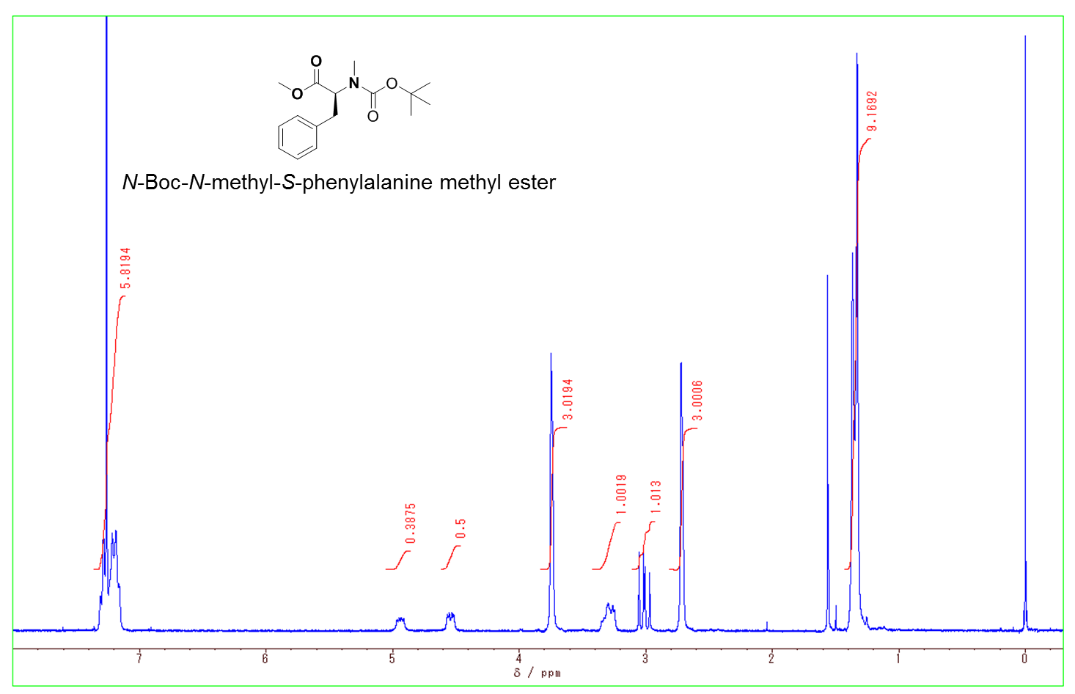 O
N
O
O
O
N-Boc-N-methyl-S-phenylalanine methyl ester
5.8194
0.3875
0.5
3.0194
1.0019
1.013
3.0006
9.1692
7 6 5 4 3 2 1 0
δ / ppm